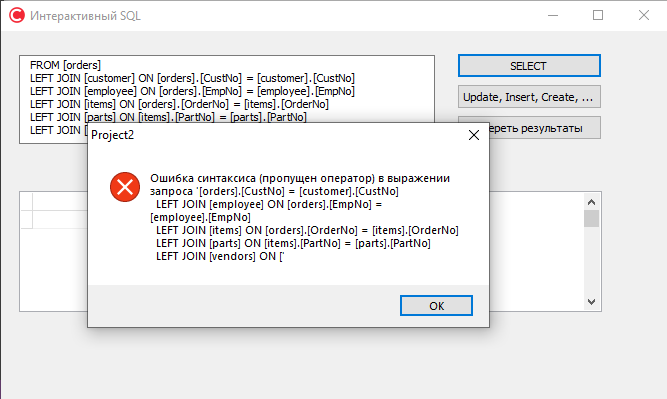 Интерактивный SQL
FROM [orders]
LEFT JOIN [customer] ON [orders].[CustNo] = [customer].[CustNo]
LEFT JOIN [employee] ON [orders].[EmpNo] = [employee].[EmpNo]
LEFT JOIN [items] ON [orders].[OrderNo] = [items].[OrderNo]
LEFT JOIN [parts] ON [items].[PartNo] = [parts].[PartNo]
LEFT JOIN [
SELECT
Update, Insert, Create, ...
ереть результаты
Project2
Ошибка синтаксиса (пропущен оператор) в выражении
запроса '[orders].[CustNo] = [customer].[CustNo]
LEFT JOIN [employee] ON [orders].[EmpNo] =
[employee].[EmpNo]
LEFT JOIN [items] ON [orders].[OrderNo] = [items].[OrderNo]
LEFT JOIN [parts] ON [items].[PartNo] = [parts].[PartNo]
LEFT JOIN [vendors] ON ['
OK